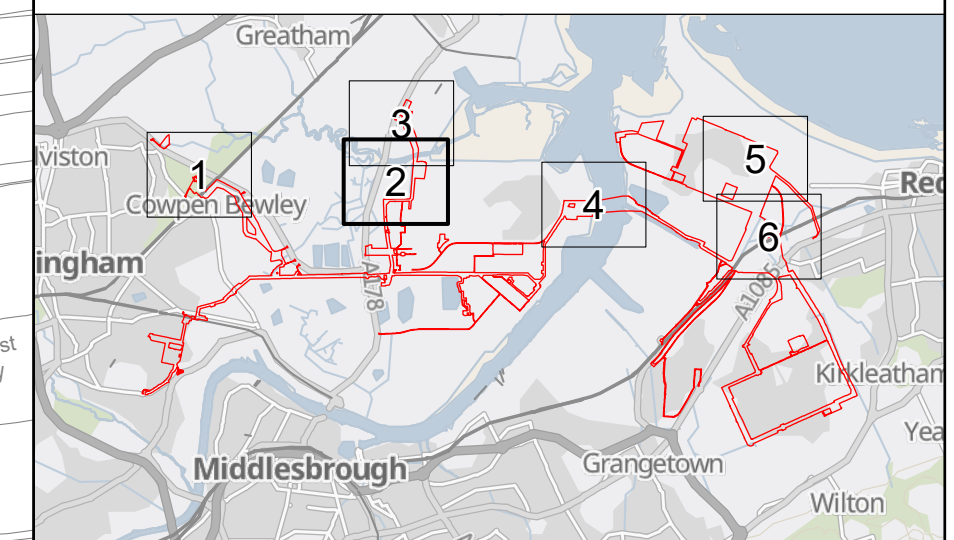 Greatham
3
lviston
1
2
5
Cowpen Bewley
4
Red
6
ingham
A178
A1085
st
y
Kirkleatham
Yea
Middlesbrough
Grangetown
Wilton